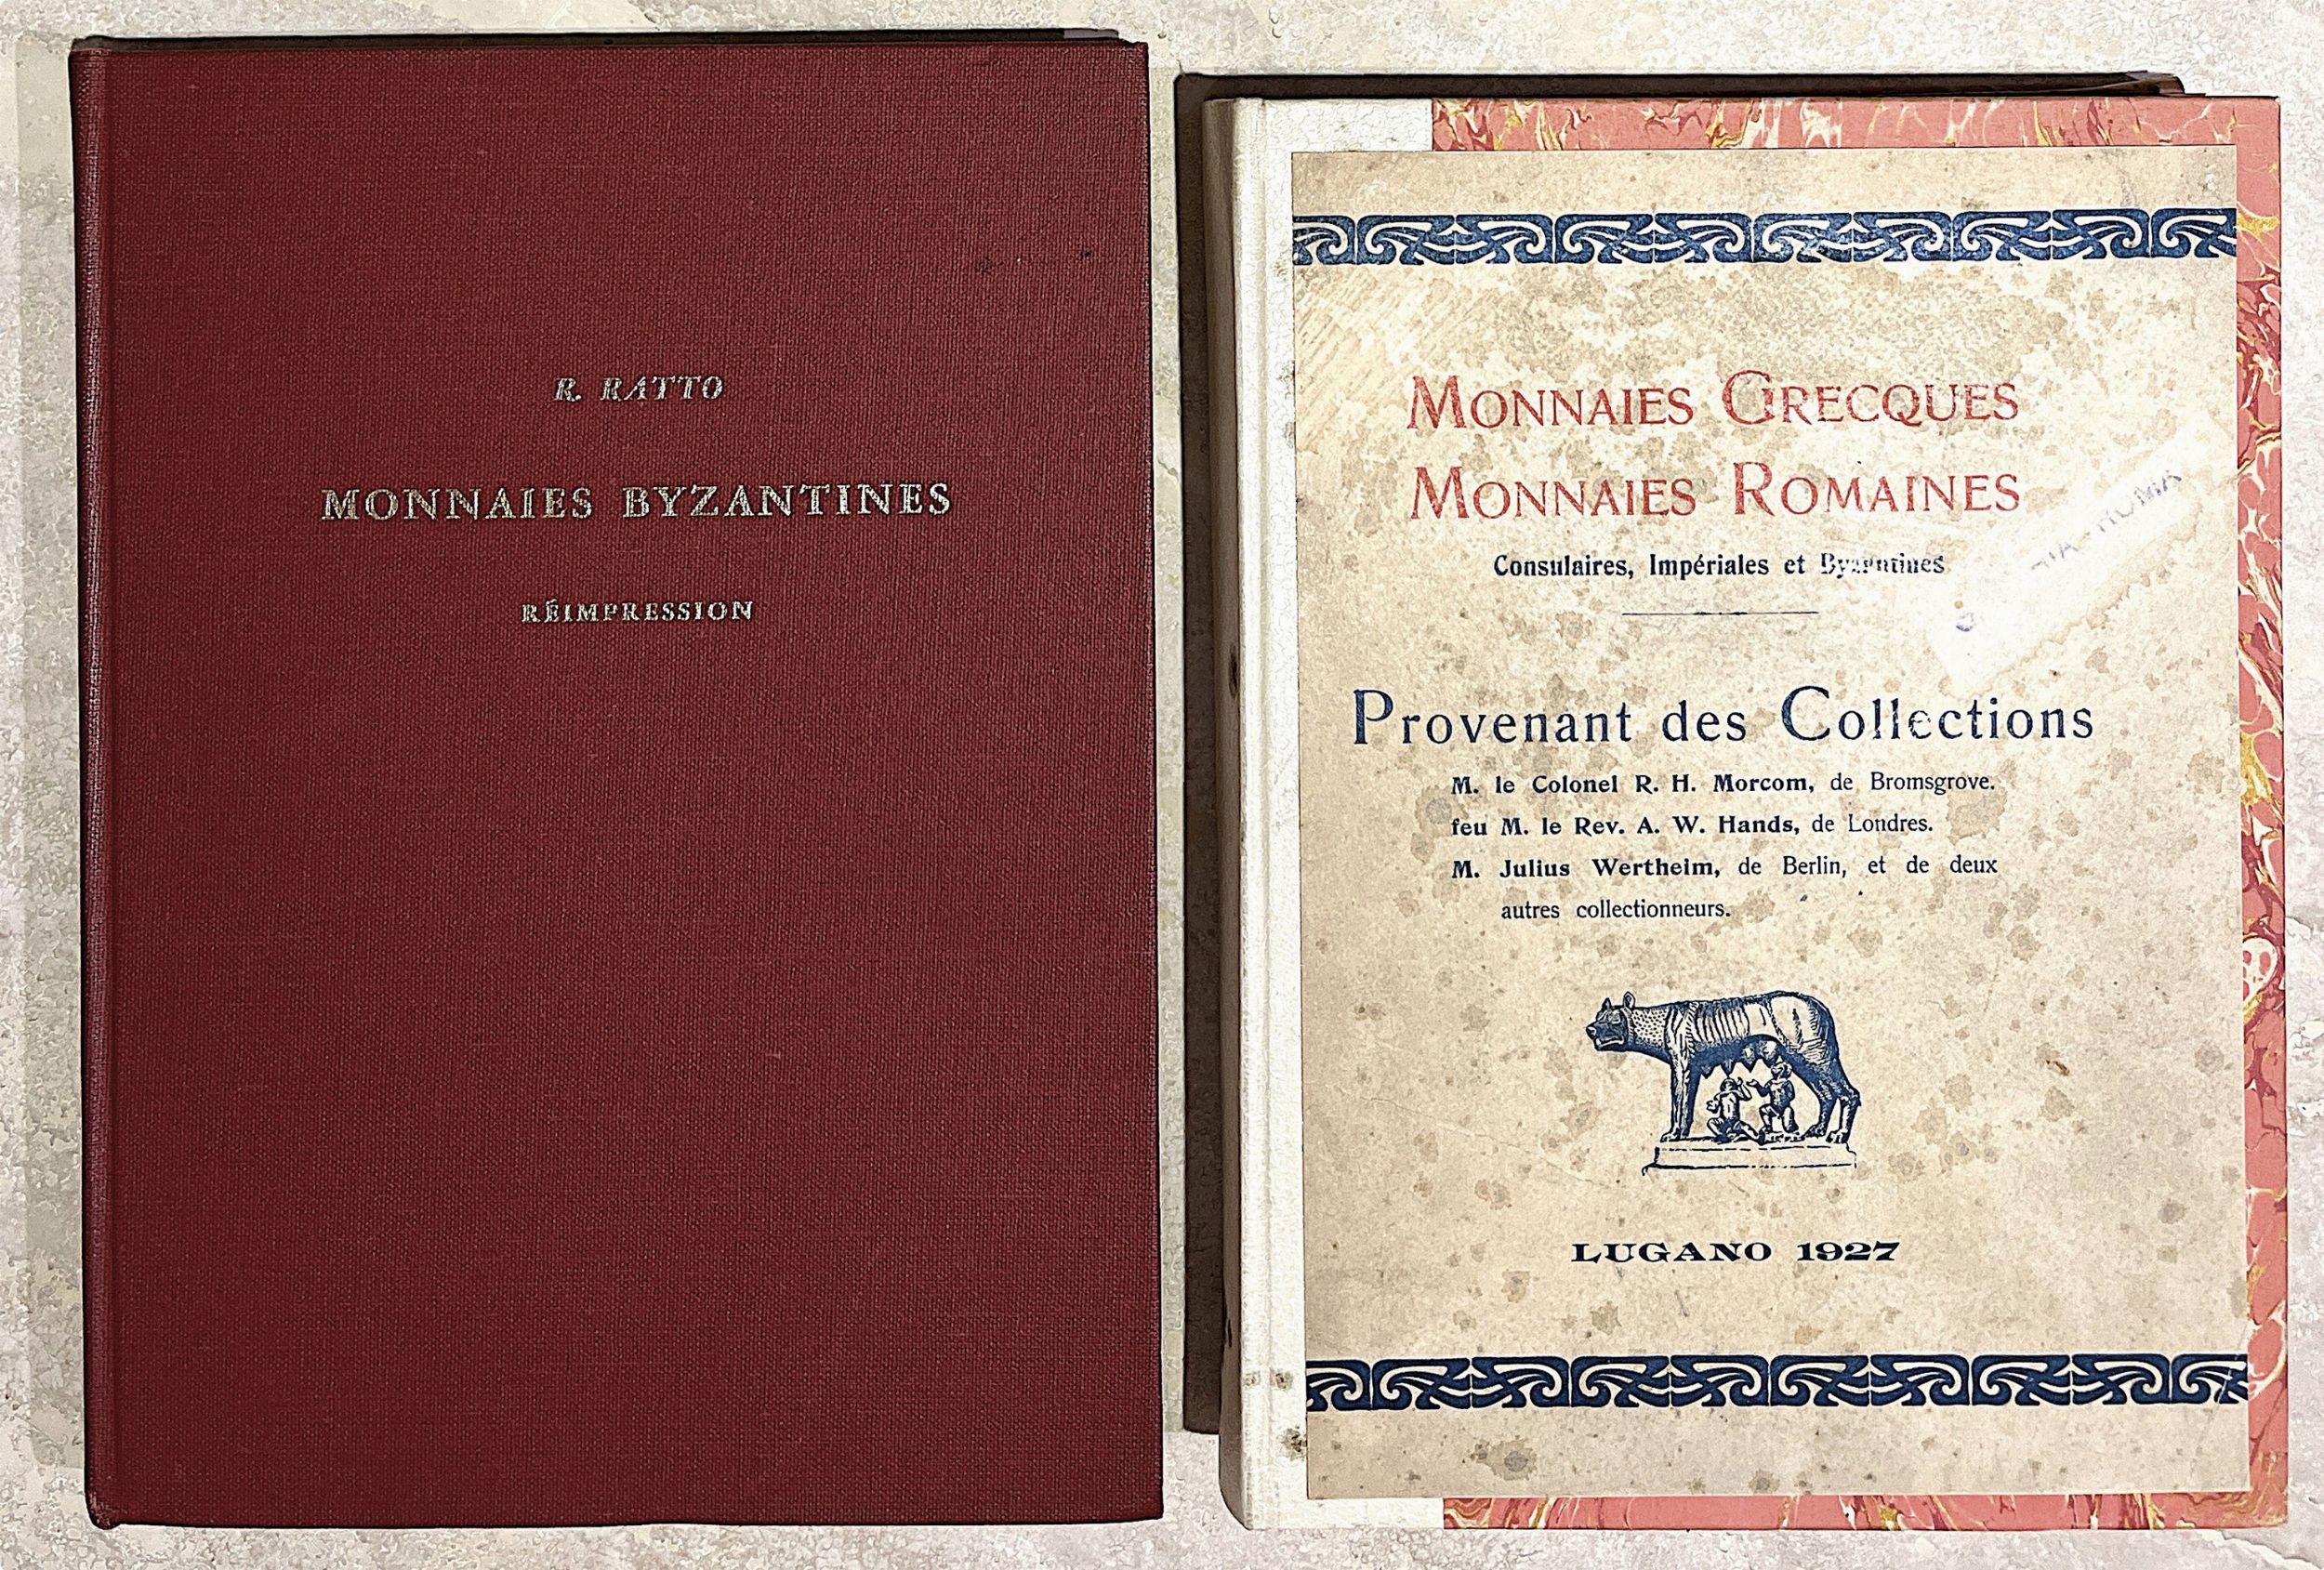 R. RATTO
MONNAIES BYZANTINES
RÉIMPRESSION
MONNAIES GRECQUES
MONNAIES ROMAINES
Consulaires, Impériales et Byzantines
Provenant des Collections
M. le Colonel R. H. Morcom, de Bromsgrove.
feu M. le Rev. A. W. Hands, de Londres.
M. Julius Wertheim, de Berlin, et de deux
autres collectionneurs.
LUGANO 1927